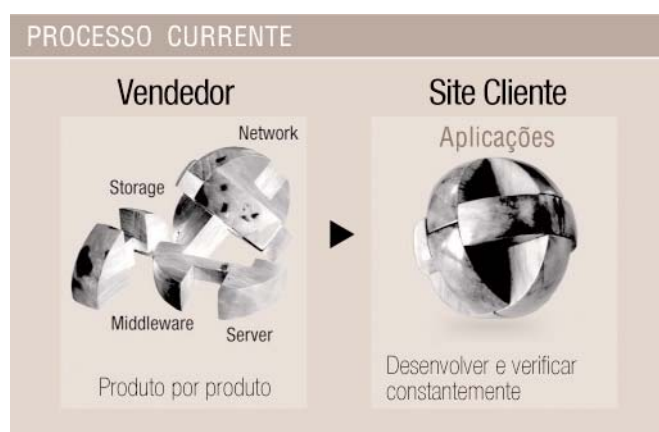 PROCESSO CURRENTE
Vendedor
Network
Storage
Middleware
Server
Produto por produto
Site Cliente
Aplicações
Desenvolver e verificar
constantemente